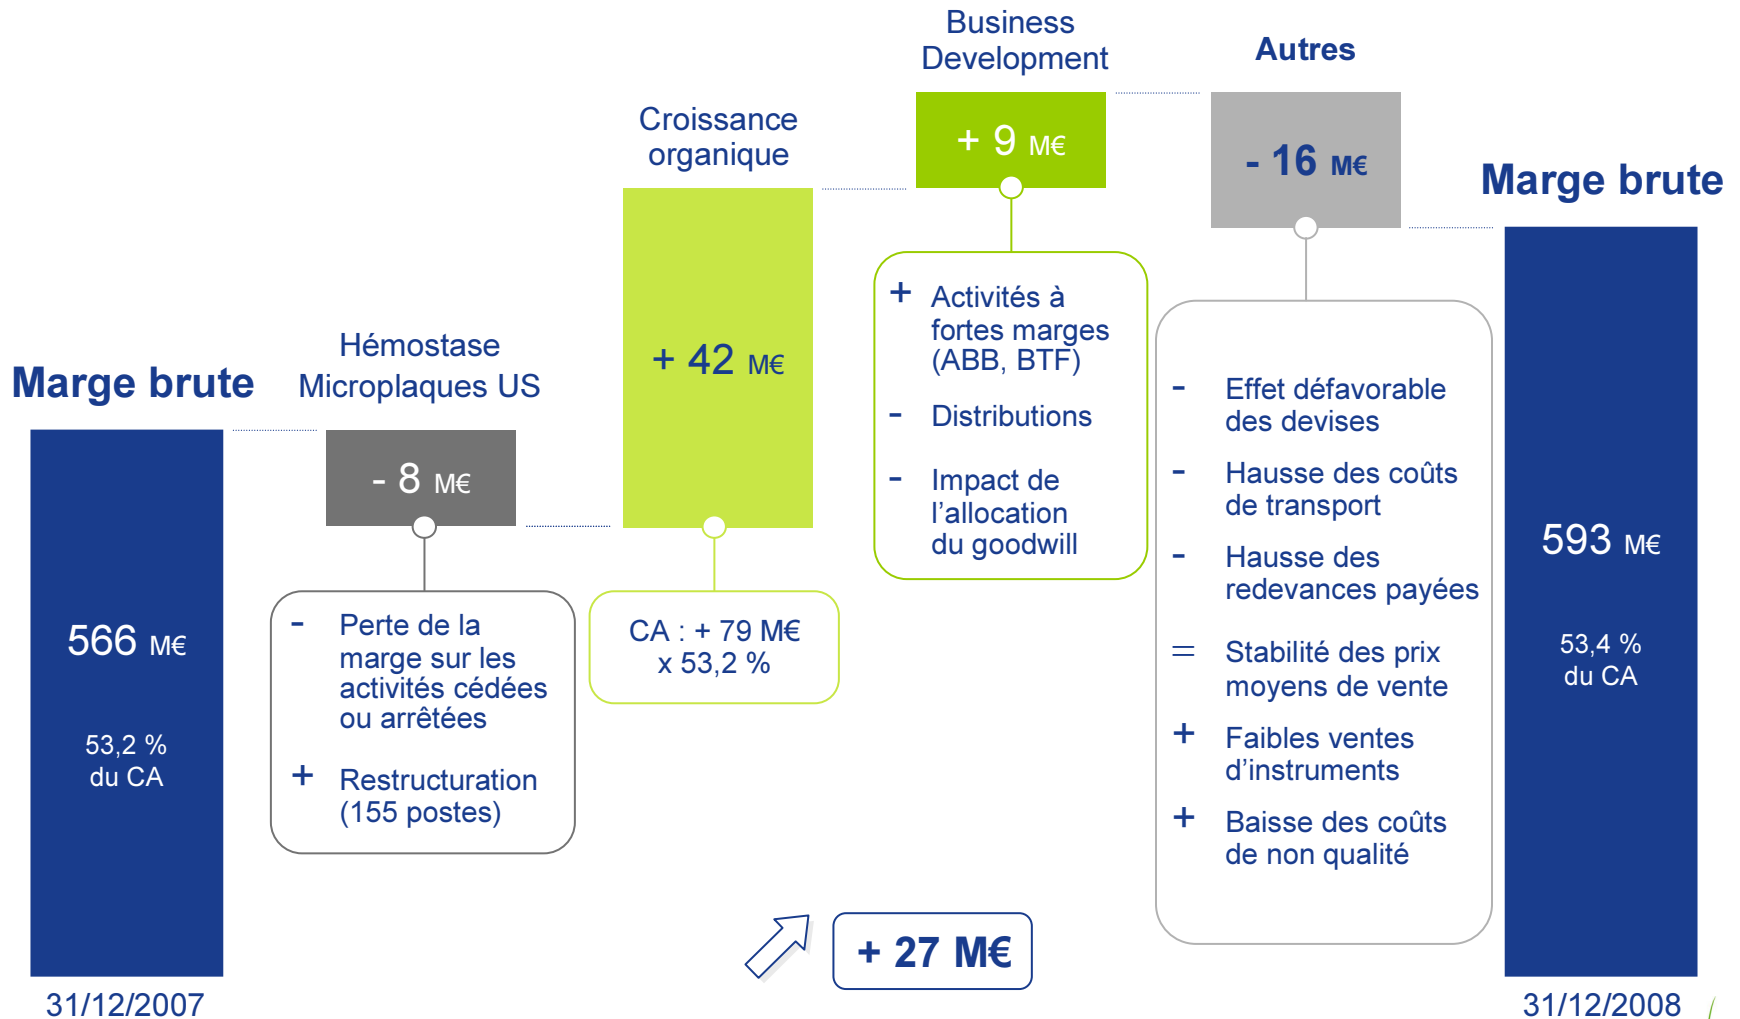 Marge brute
566 M€
53,2 %
du CA
31/12/2007
Hémostase
Microplaques US
- 8 M€
- Perte de la
marge sur les
activités cédées
ou arrêtées
+ Restructuration
(155 postes)
Croissance
organique
+ 42 M€
CA : + 79 M€
x 53,2 %
Business
Development
+ 9 M€
+ Activités à
fortes marges
(ABB, BTF)
- Distributions
- Impact de
l’allocation
du goodwill
Autres
- 16 M€
- Effet défavorable
des devises
- Hausse des coûts
de transport
- Hausse des
redevances payées
= Stabilité des prix
moyens de vente
+ Faibles ventes
d’instruments
+ Baisse des coûts
de non qualité
Marge brute
593 M€
53,4 %
du CA
31/12/2008
+ 27 M€